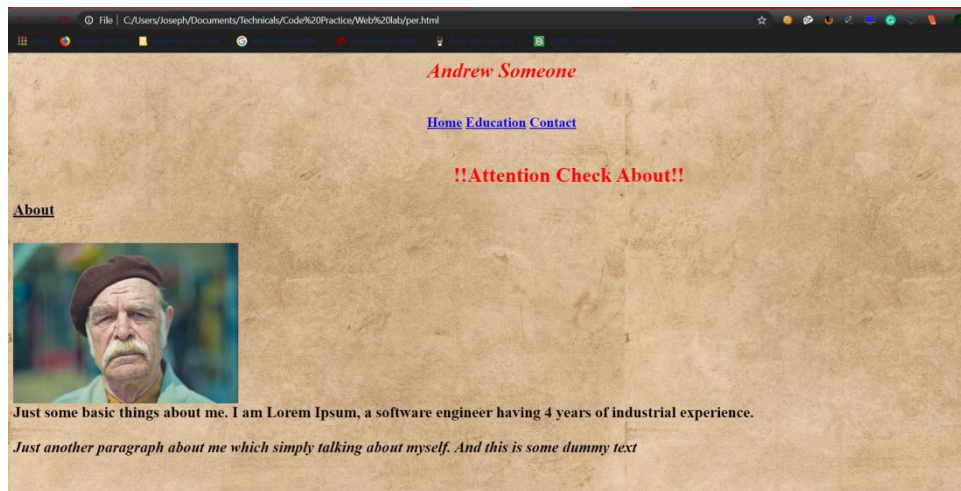 File | C:/Users/Joseph/Documents/Technicals/Code%20Practice/Web%20lab/per.html
Andrew Someone
Home Education Contact
!!Attention Check About!!
About
Just some basic things about me. I am Lorem Ipsum, a software engineer having 4 years of industrial experience.
Just another paragraph about me which simply talking about myself. And this is some dummy text